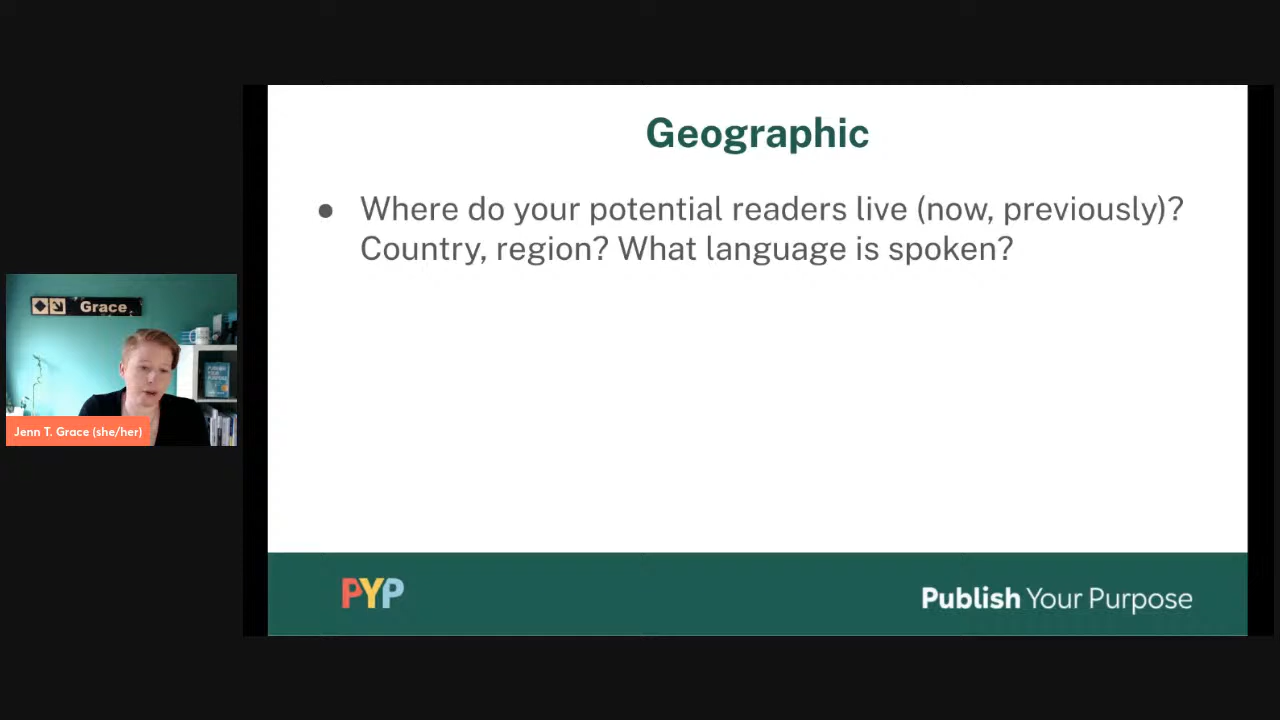 Geographic
● Where do your potential readers live (now, previously)?
Country, region? What language is spoken?
Grace
Jenn T. Grace (she/her)
PYP
Publish Your Purpose